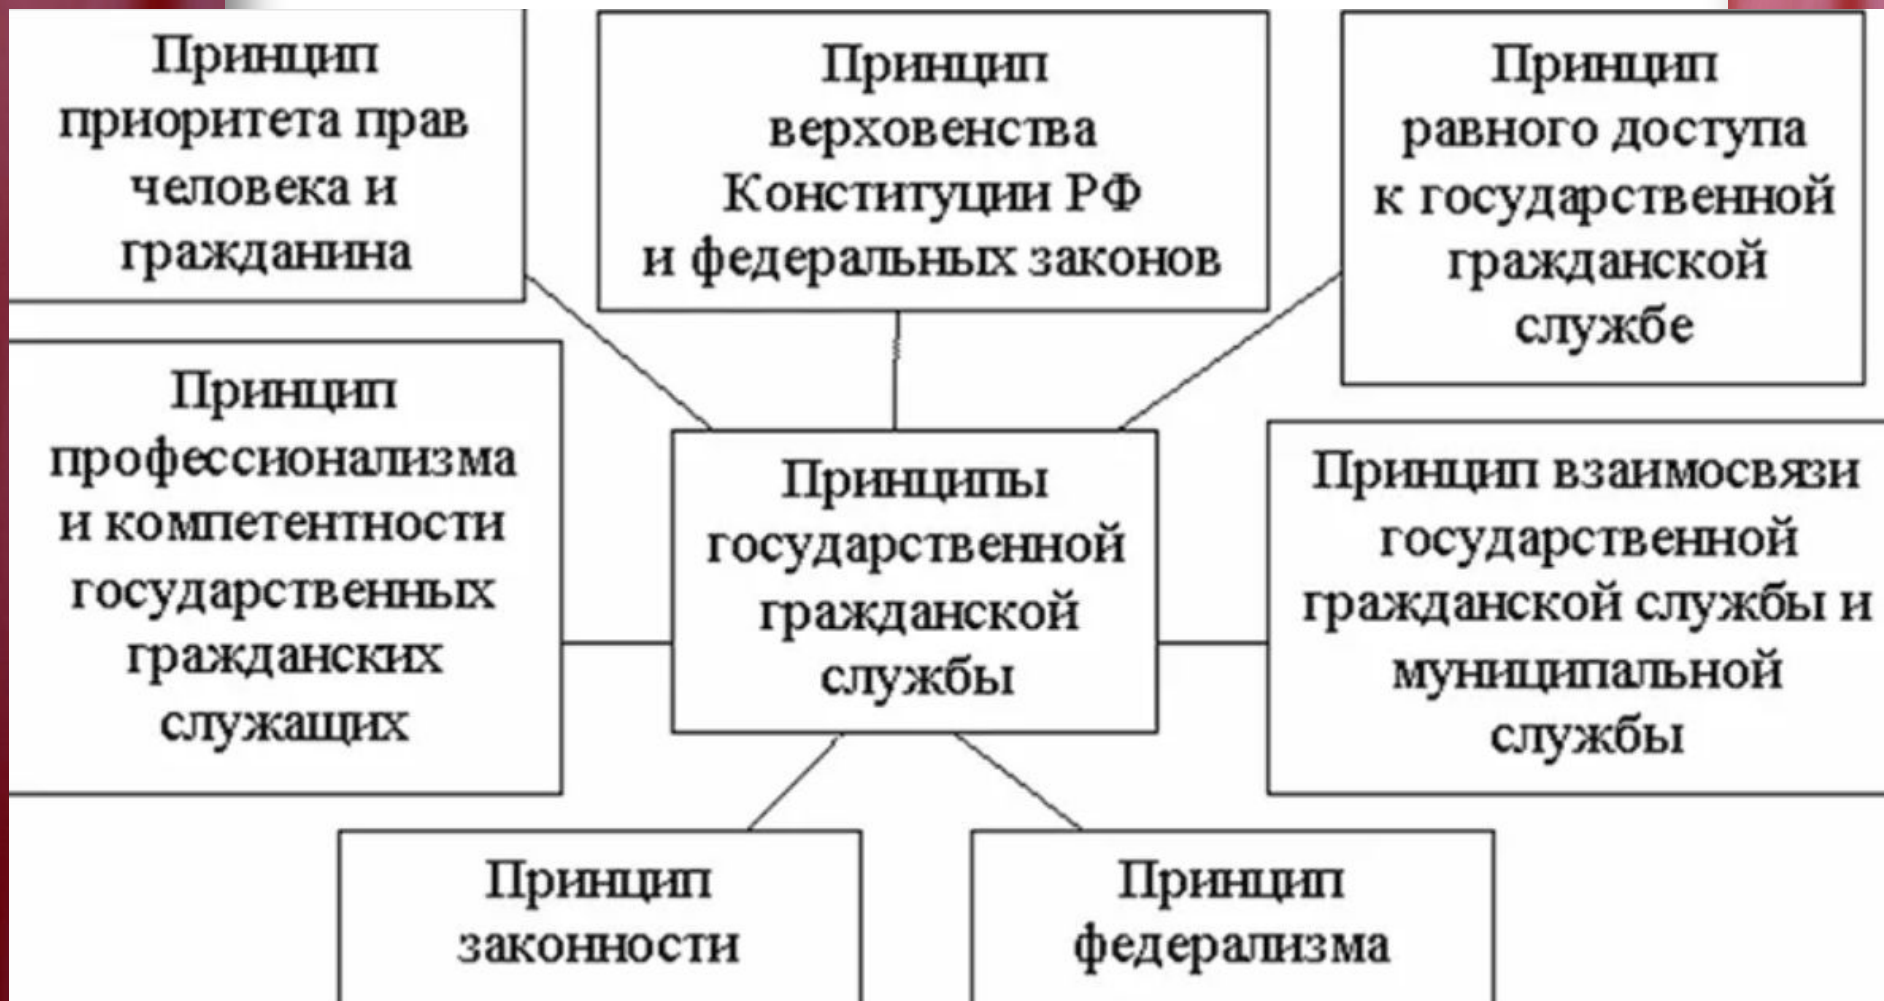 Принцип
приоритета прав
человека и
гражданина
Принцип
верховенства
Конституции РФ
и федеральных законов
Принцип
равного доступа
к государственной
гражданской
службе
Принцип
профессионализма
и компетентности
государственных
гражданских
служащих
Принципы
государственной
гражданской
службы
Принцип взаимосвязи
государственной
гражданской службы и
муниципальной
службы
Принцип
законности
Принцип
федерализма